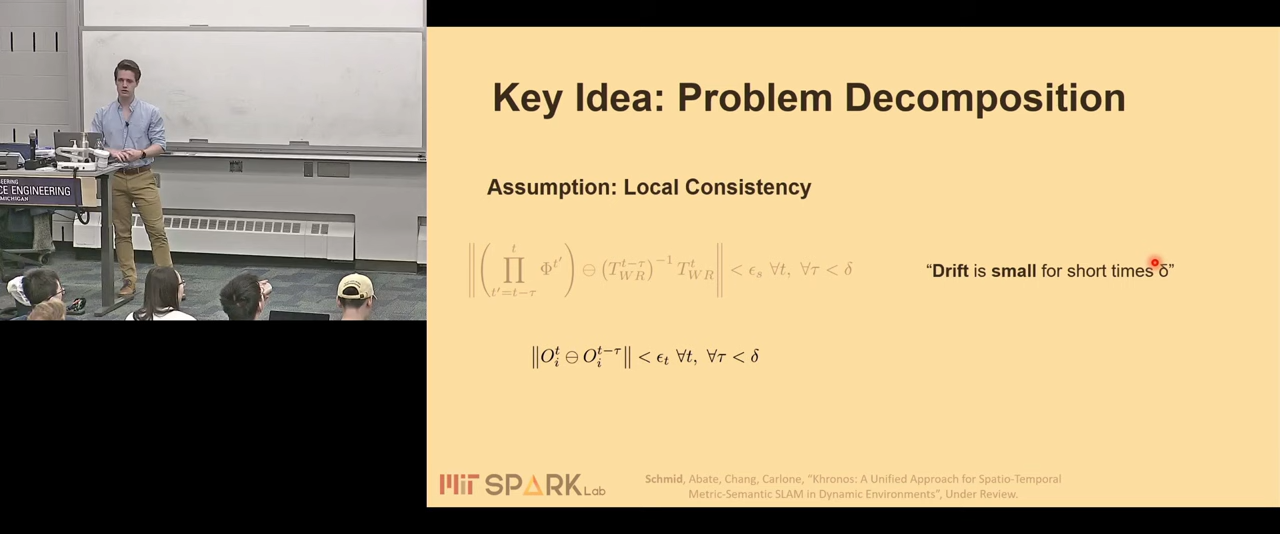 Key Idea: Problem Decomposition
Assumption: Local Consistency
‖(∏_{t'=t−τ}^{t} Φ^{t'}) ⊖ (T_{WR}^{t−τ})^{−1} T_{WR}^{t}‖ < ϵ_s ∀t, ∀τ < δ
“Drift is small for short times δ”
‖O_i^t ⊖ O_i^{t−τ}‖ < ϵ_t ∀t, ∀τ < δ
MIT SPARK Lab
Schmid, Abate, Chang, Carlone, “Khronos: A Unified Approach for Spatio-Temporal
Metric-Semantic SLAM in Dynamic Environments”, Under Review.
CE ENGINEERING
MICHIGAN